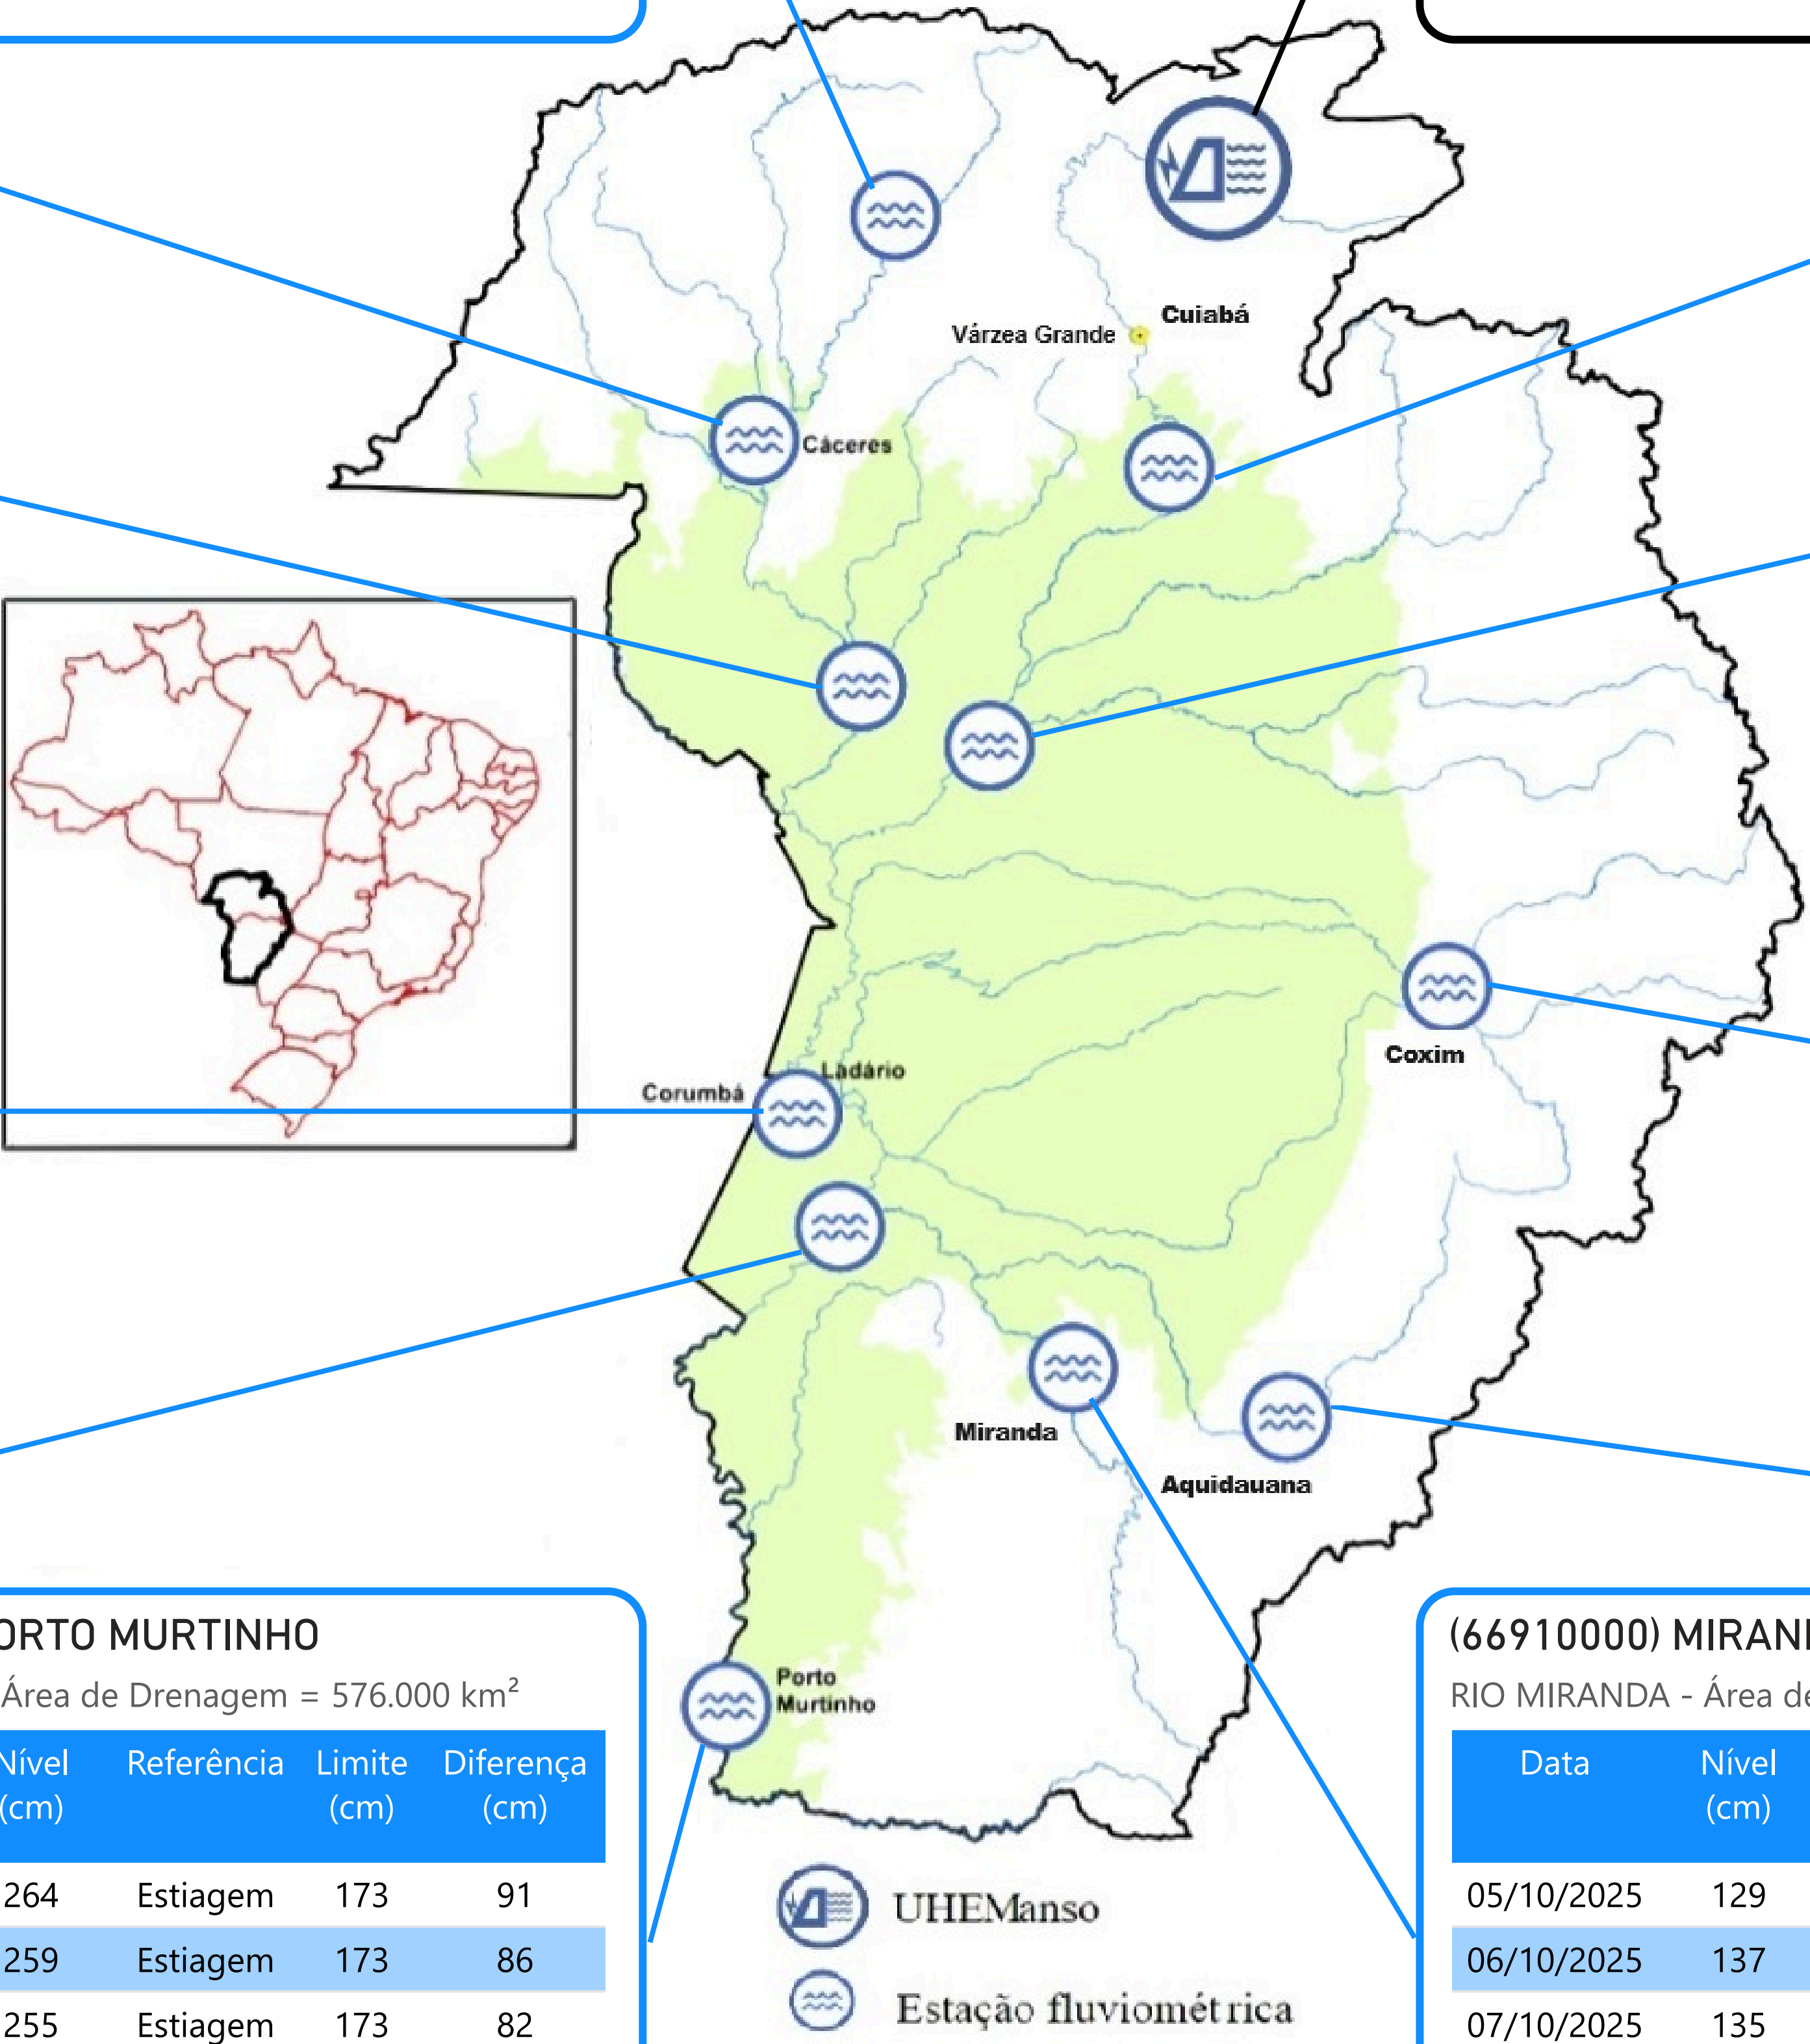 Cuiabá
Várzea Grande
Cáceres
Coxim
Ladário
Corumbá
Miranda
Aquidauana
Porto
Murtinho
UHEManso
Estação fluviométrica
ORTO MURTINHO
Área de Drenagem = 576.000 km²
Nível (cm) Referência Limite (cm) Diferença (cm)
264 Estiagem 173 91
259 Estiagem 173 86
255 Estiagem 173 82
(66910000) MIRAN
RIO MIRANDA - Área de
Data Nível (cm)
05/10/2025 129
06/10/2025 137
07/10/2025 135